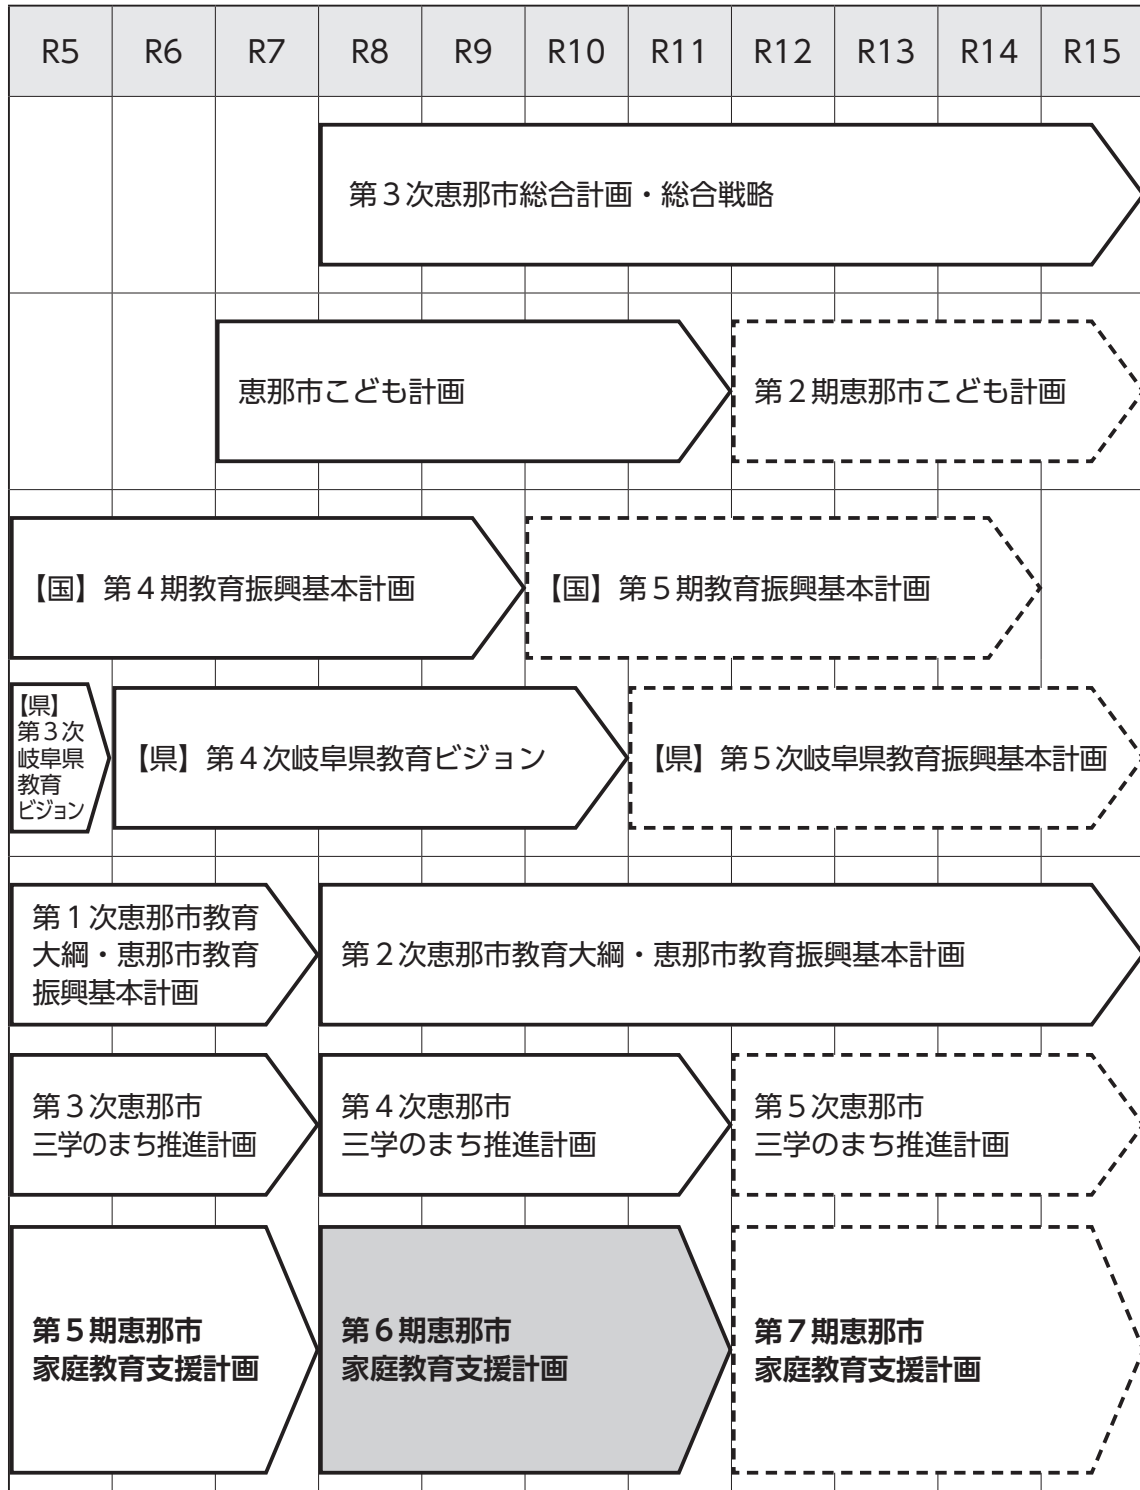 R5 R6 R7 R8 R9 R10 R11 R12 R13 R14 R15
第３次恵那市総合計画・総合戦略
恵那市こども計画
第２期恵那市こども計画
【国】第４期教育振興基本計画
【国】第５期教育振興基本計画
【県】
第３次
岐阜県
教育
ビジョン
【県】第４次岐阜県教育ビジョン
【県】第５次岐阜県教育振興基本計画
第１次恵那市教育
大綱・恵那市教育
振興基本計画
第２次恵那市教育大綱・恵那市教育振興基本計画
第３次恵那市
三学のまち推進計画
第４次恵那市
三学のまち推進計画
第５次恵那市
三学のまち推進計画
第５期恵那市
家庭教育支援計画
第６期恵那市
家庭教育支援計画
第７期恵那市
家庭教育支援計画